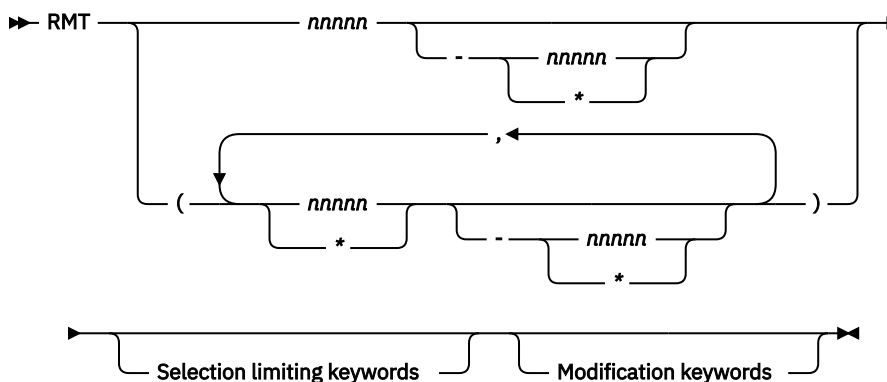 RMT nnnnn
- nnnnn
*
,
( nnnnn )
*
- nnnnn
*
Selection limiting keywords Modification keywords